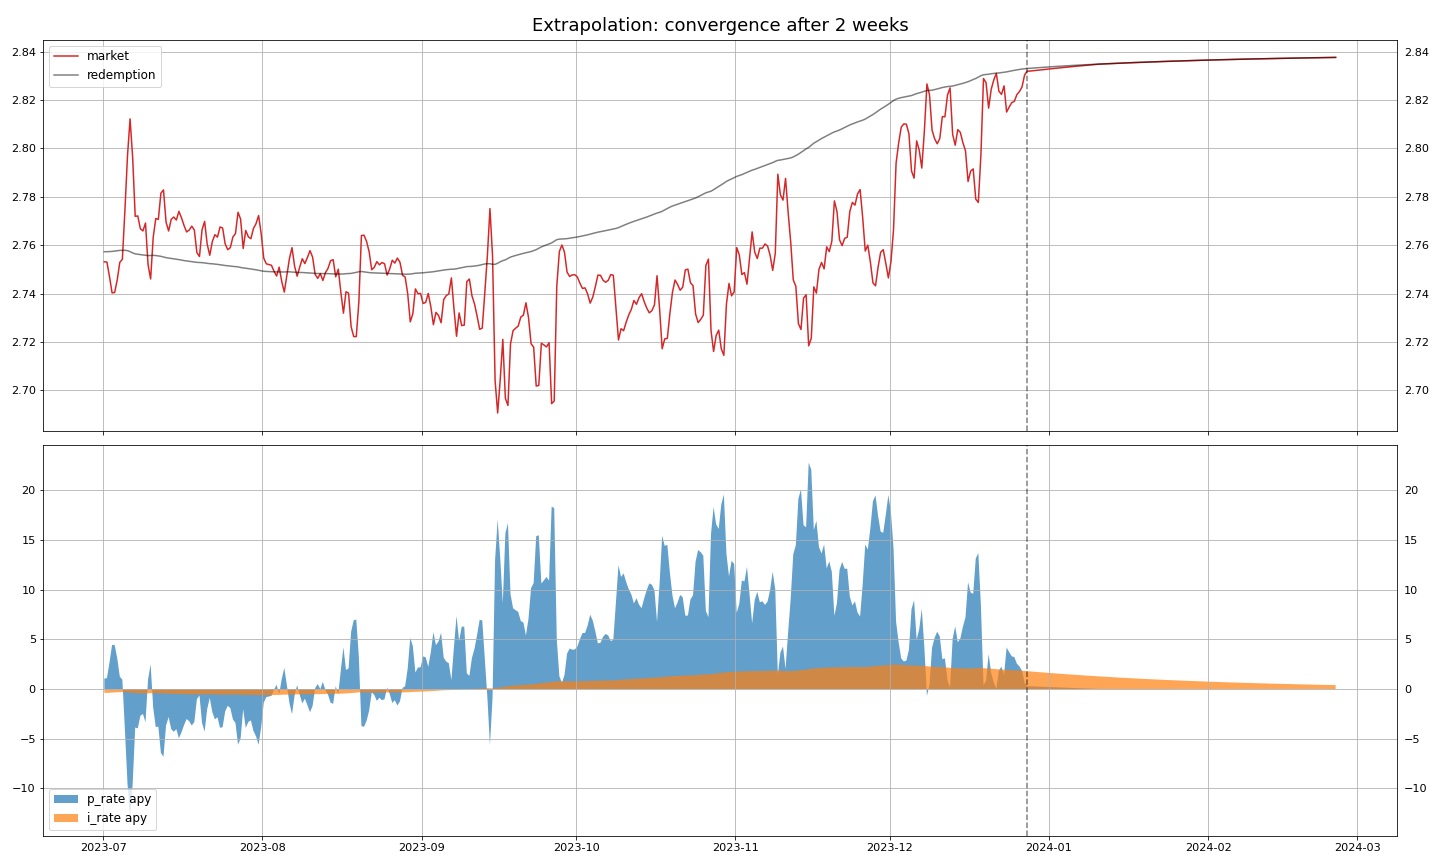 Extrapolation: convergence after 2 weeks
market
redemption
2.84 2.84
2.82 2.82
2.80 2.80
2.78 2.78
2.76 2.76
2.74 2.74
2.72 2.72
2.70 2.70
20 20
15 15
10 10
5 5
0 0
−5 −5
−10 −10
p_rate apy
i_rate apy
2023-07 2023-08 2023-09 2023-10 2023-11 2023-12 2024-01 2024-02 2024-03